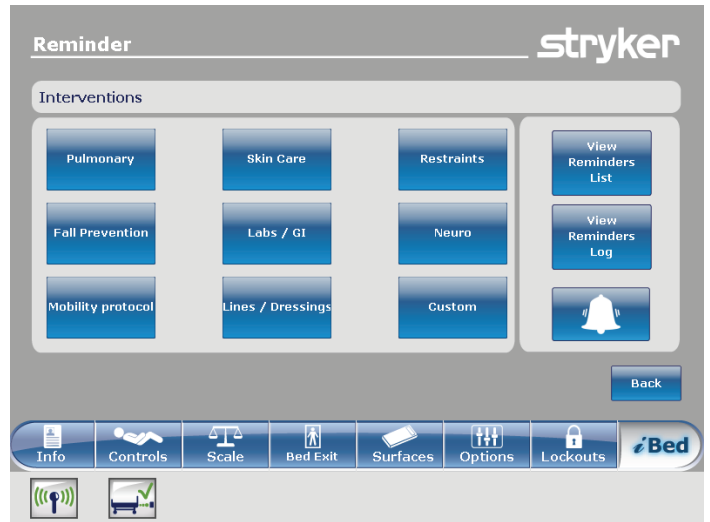 Reminder
stryker
Interventions
Pulmonary
Skin Care
Restraints
View
Reminders
List
Fall Prevention
Labs / GI
Neuro
View
Reminders
Log
Mobility protocol
Lines / Dressings
Custom
Back
Info
Controls
Scale
Bed Exit
Surfaces
Options
Lockouts
iBed